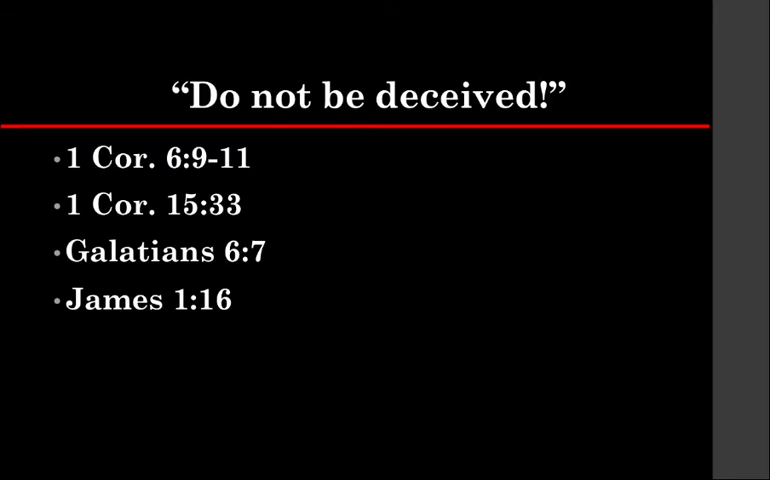 “Do not be deceived!”
•1 Cor. 6:9-11
•1 Cor. 15:33
•Galatians 6:7
•James 1:16